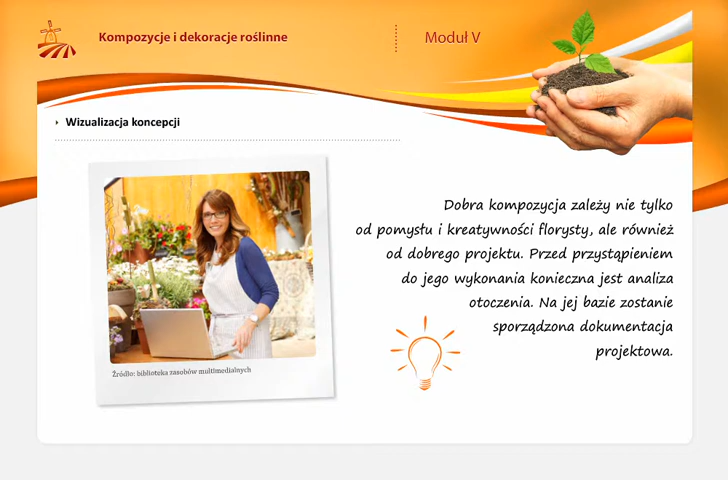 Kompozycje i dekoracje roślinne
Moduł V
Wizualizacja koncepcji
Dobra kompozycja zależy nie tylko
od pomysłu i kreatywności florysty, ale również
od dobrego projektu. Przed przystąpieniem
do jego wykonania konieczna jest analiza
otoczenia. Na jej bazie zostanie
sporządzona dokumentacja
projektowa.
Źródło: biblioteka zasobów multimedialnych